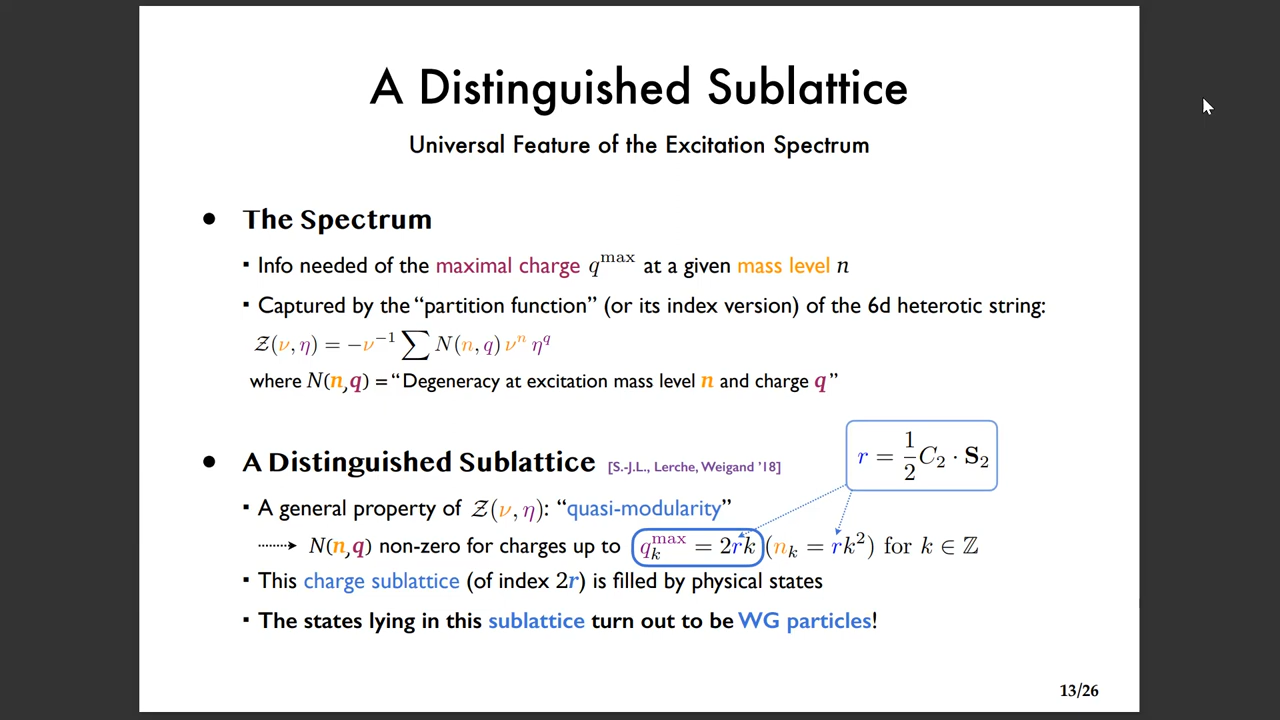 A Distinguished Sublattice
Universal Feature of the Excitation Spectrum
• The Spectrum
▪ Info needed of the maximal charge q^max at a given mass level n
▪ Captured by the “partition function” (or its index version) of the 6d heterotic string:
𝒵(ν, η) = −ν^−1 ∑ N(n, q) ν^n η^q
where N(n,q) = “Degeneracy at excitation mass level n and charge q”
r = 1/2 C_2 · S_2
• A Distinguished Sublattice [S.-J.L., Lerche, Weigand ’18]
▪ A general property of 𝒵(ν, η): “quasi-modularity”
N(n,q) non-zero for charges up to q_k^max = 2rk (n_k = rk^2) for k ∈ ℤ
▪ This charge sublattice (of index 2r) is filled by physical states
▪ The states lying in this sublattice turn out to be WG particles!
13/26